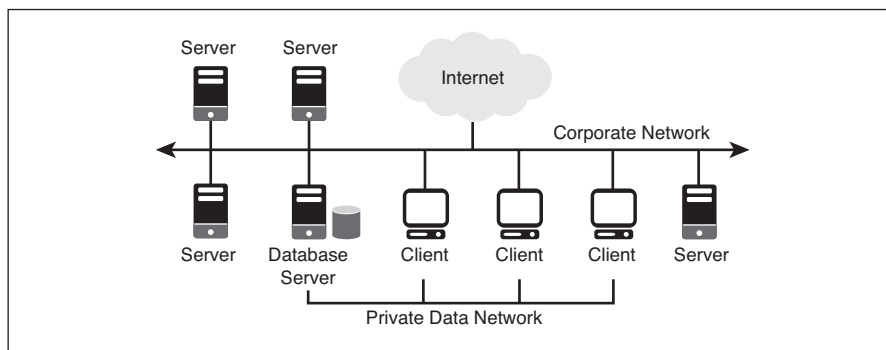 Server
Server
Internet
Corporate Network
Server
Database
Server
Client
Client
Client
Server
Private Data Network